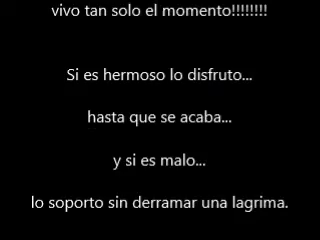 vivo tan solo el momento!!!!!!!!
Si es hermoso lo disfruto...
hasta que se acaba...
y si es malo...
lo soporto sin derramar una lagrima.